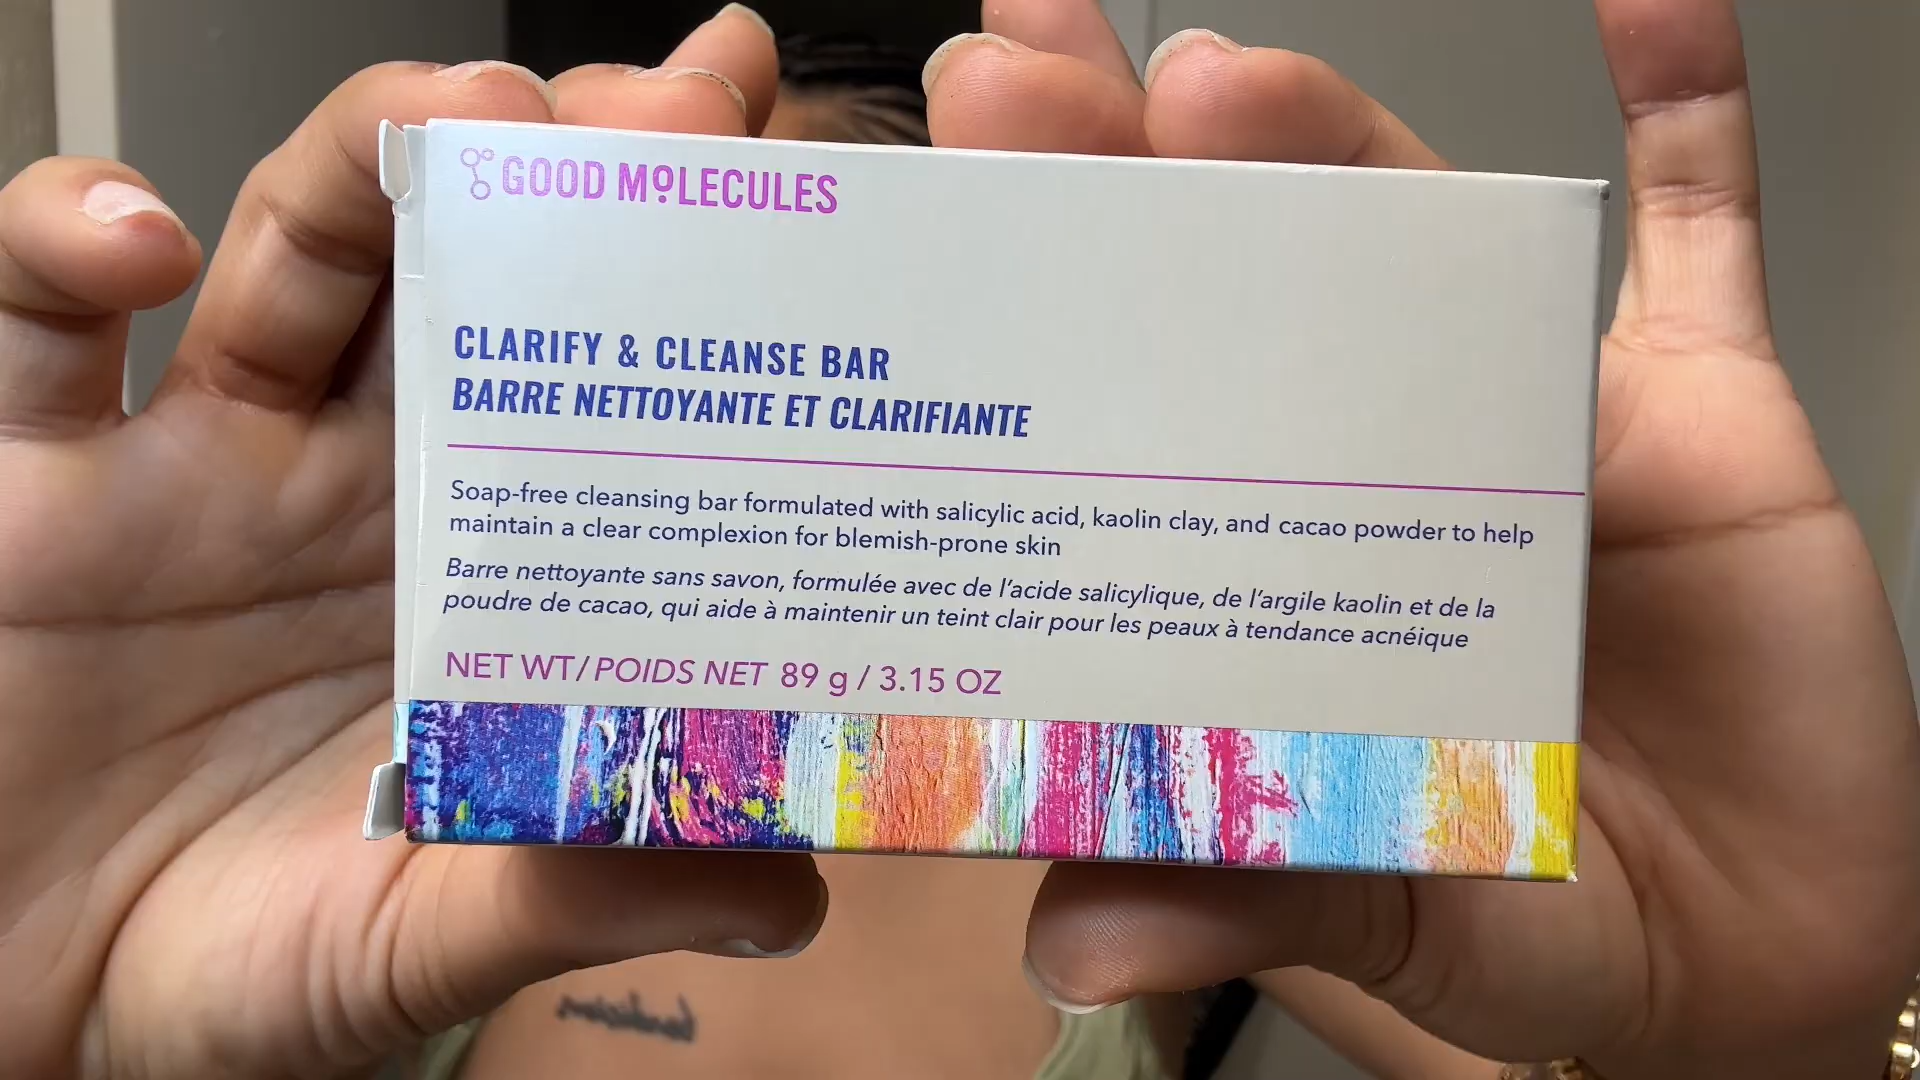 GOOD MOLECULES
CLARIFY & CLEANSE BAR
BARRE NETTOYANTE ET CLARIFIANTE
Soap-free cleansing bar formulated with salicylic acid, kaolin clay, and cacao powder to help
maintain a clear complexion for blemish-prone skin
Barre nettoyante sans savon, formulée avec de l'acide salicylique, de l'argile kaolin et de la
poudre de cacao, qui aide à maintenir un teint clair pour les peaux à tendance acnéique
NET WT/POIDS NET 89 g / 3.15 OZ